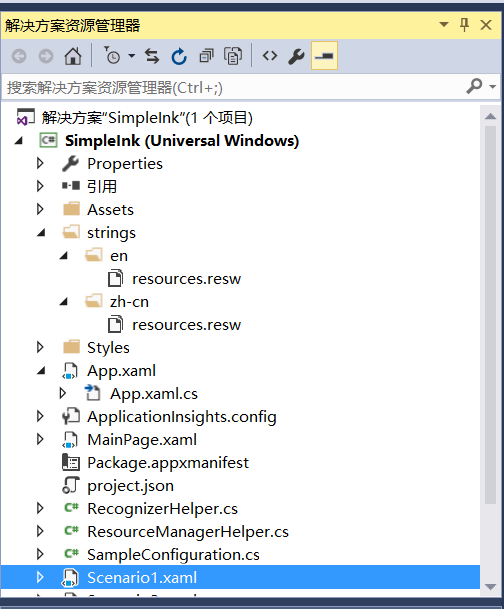 解决方案资源管理器
搜索解决方案资源管理器(Ctrl+;)
解决方案"SimpleInk"(1 个项目)
SimpleInk (Universal Windows)
Properties
引用
Assets
strings
en
resources.resw
zh-cn
resources.resw
Styles
App.xaml
App.xaml.cs
ApplicationInsights.config
MainPage.xaml
Package.appxmanifest
project.json
RecognizerHelper.cs
ResourceManagerHelper.cs
SampleConfiguration.cs
Scenario1.xaml